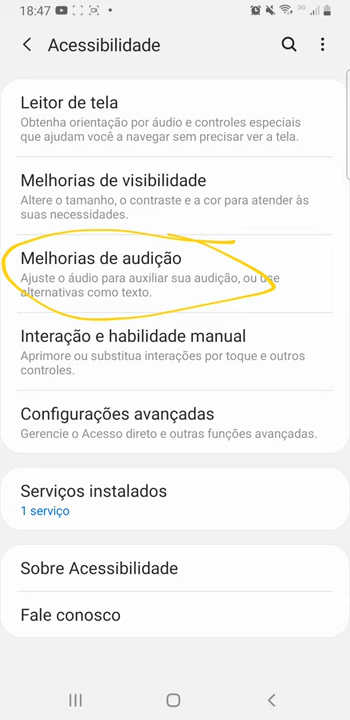 18:47
3G
Acessibilidade
Leitor de tela
Obtenha orientação por áudio e controles especiais
que ajudam você a navegar sem precisar ver a tela.
Melhorias de visibilidade
Altere o tamanho, o contraste e a cor para atender às
suas necessidades.
Melhorias de audição
Ajuste o áudio para auxiliar sua audição, ou use
alternativas como texto.
Interação e habilidade manual
Aprimore ou substitua interações por toque e outros
controles.
Configurações avançadas
Gerencie o Acesso direto e outras funções avançadas.
Serviços instalados
1 serviço
Sobre Acessibilidade
Fale conosco